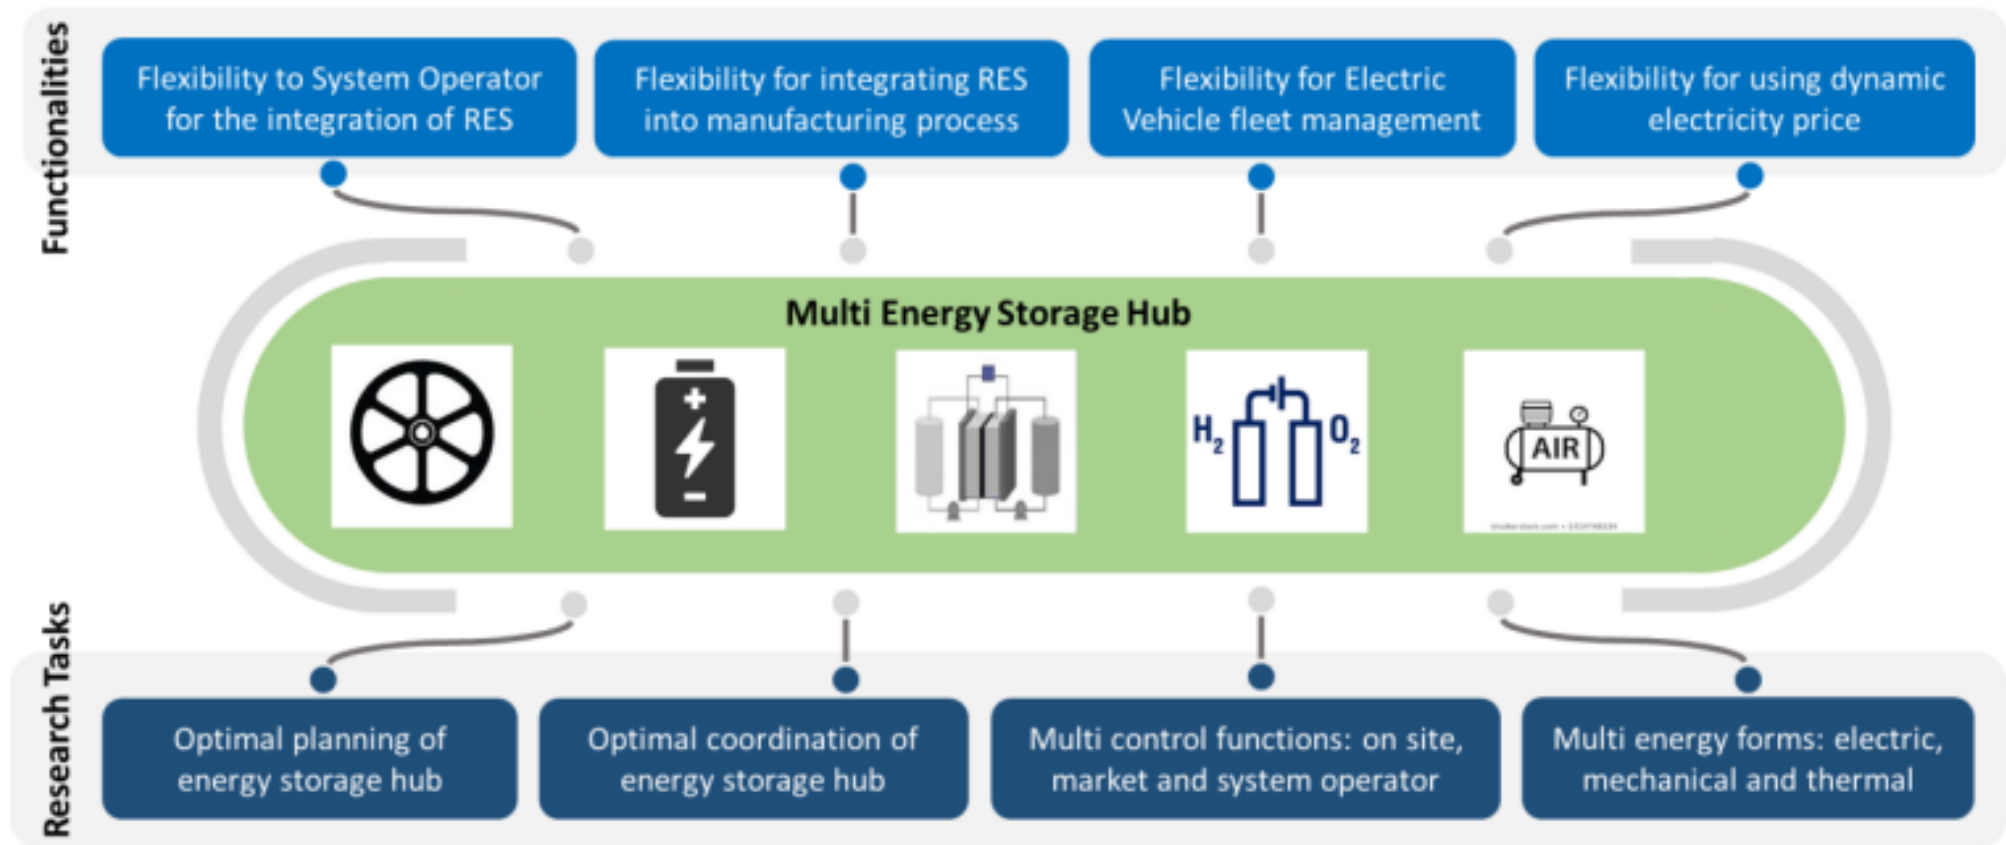 Functionalities
Flexibility to System Operator
for the integration of RES
Flexibility for integrating RES
into manufacturing process
Flexibility for Electric
Vehicle fleet management
Flexibility for using dynamic
electricity price
Multi Energy Storage Hub
H2
O2
AIR
Research Tasks
Optimal planning of
energy storage hub
Optimal coordination of
energy storage hub
Multi control functions: on site,
market and system operator
Multi energy forms: electric,
mechanical and thermal